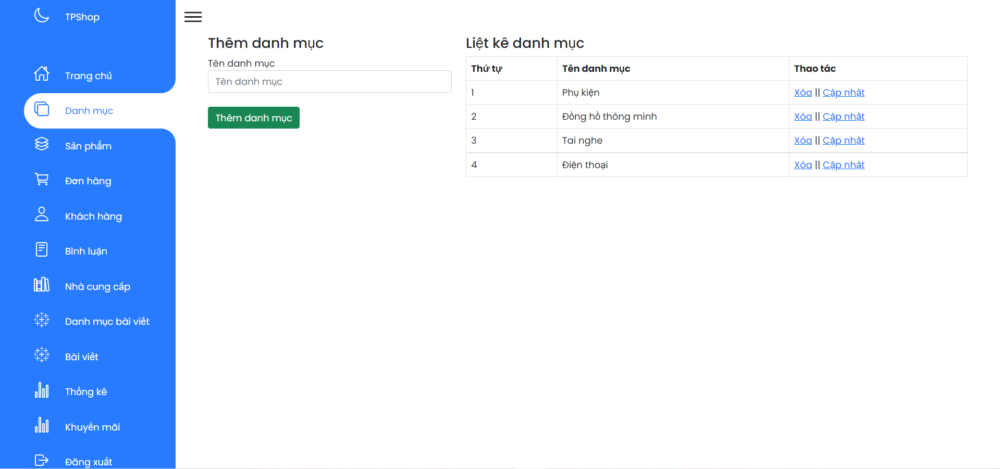 TPShop
Trang chủ
Danh mục
Sản phẩm
Đơn hàng
Khách hàng
Bình luận
Nhà cung cấp
Danh mục bài viết
Bài viết
Thống kê
Khuyến mãi
Đăng xuất
Thêm danh mục
Tên danh mục
Tên danh mục
Thêm danh mục
Liệt kê danh mục
Thứ tự Tên danh mục Thao tác
1 Phụ kiện Xóa || Cập nhật
2 Đồng hồ thông minh Xóa || Cập nhật
3 Tai nghe Xóa || Cập nhật
4 Điện thoại Xóa || Cập nhật